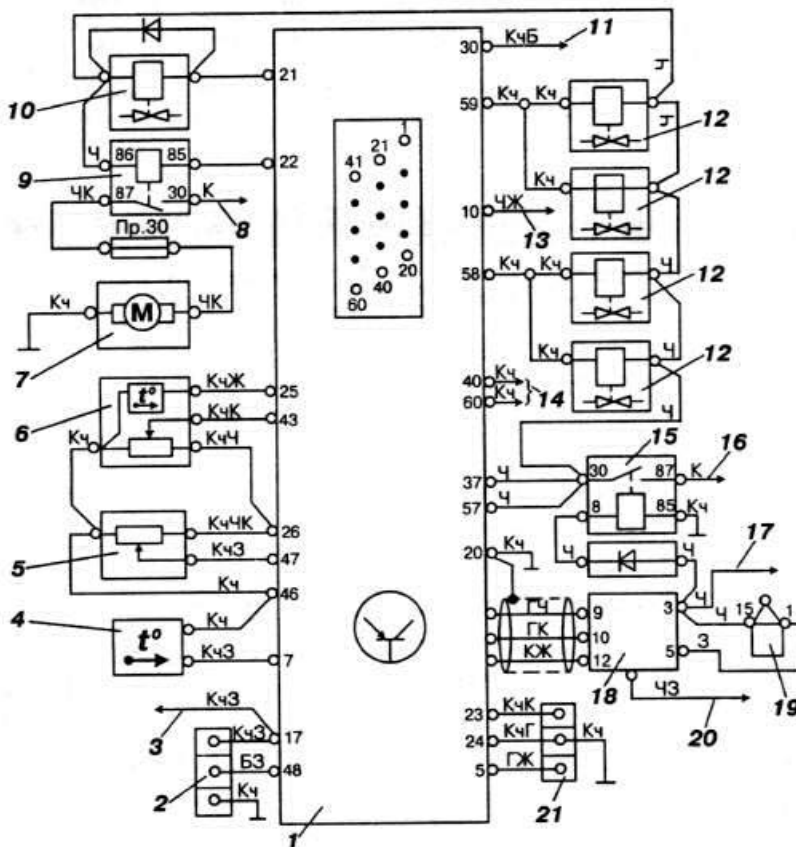 30 КчБ 11
Ч
21
59 Кч Кч
10
12
Ч
1
21
41
Ч 86 85 22
9
Кч
12
ЧК 87 30 К
8
10 ЧЖ
13
Пр.30
20
40
60
58 Кч Кч Ч
12
Кч М ЧК
7
Кч
12
t°
КчЖ 25
6
КчК 43
Кч КчЧ
40 Кч
60 Кч
14
Ч
15
16
37 Ч 30 87 К
57 Ч
8 85 Кч
КчЧК 26
5
КчЗ 47
20 Кч
Ч Ч
17
Кч 46
4
t°
Кч
КчЗ 7
ГЧ 9
ГК 10
КЖ 12
3 Ч
Ч 15 1
5 З
18
19
ЧЗ
20
КчЗ
3
КчЗ 17
БЗ 48
2
Кч
1
23 КчК
24 КчГ Кч
5 ГЖ
21